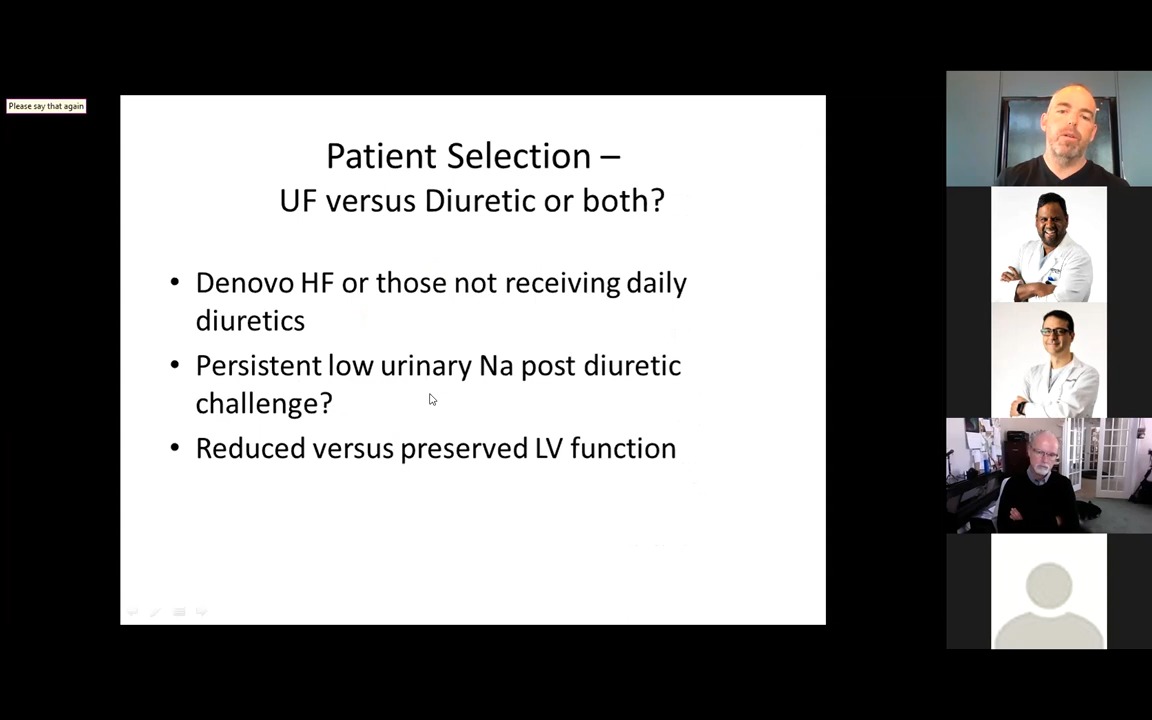 Please say that again
Patient Selection –
UF versus Diuretic or both?
• Denovo HF or those not receiving daily
diuretics
• Persistent low urinary Na post diuretic
challenge?
• Reduced versus preserved LV function